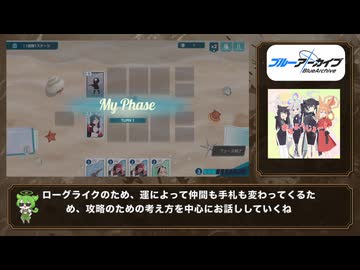 My Phase
TURN 1
ブルーアーカイブ
BlueArchive
ローグライクのため、運によって仲間も手札も変わってくるた
め、攻略のための考え方を中心にお話ししていくね